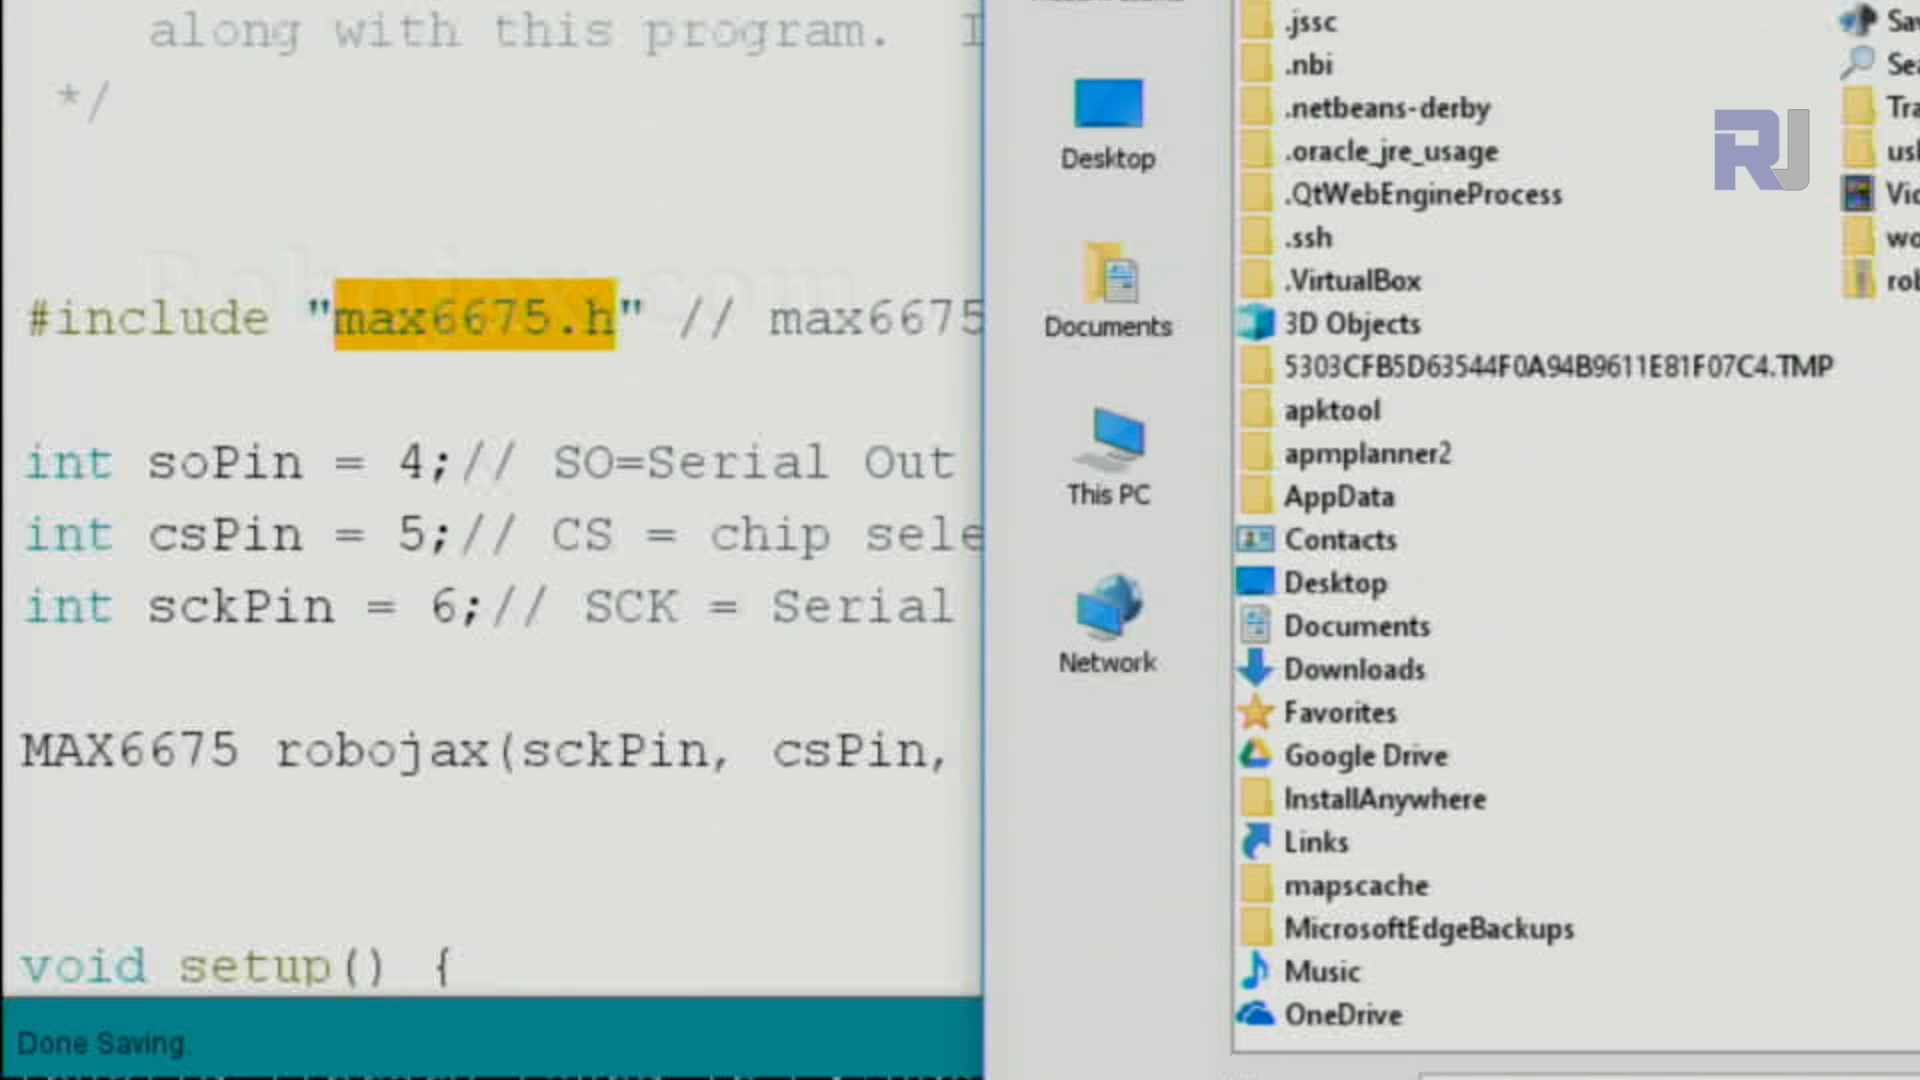 along with this program.
*/
Robojax.com
#include "max6675.h" // max6675
int soPin = 4;// SO=Serial Out
int csPin = 5;// CS = chip sele
int sckPin = 6;// SCK = Serial
MAX6675 robojax(sckPin, csPin,
void setup() {
Done Saving.
Desktop
Documents
This PC
Network
.jssc
.nbi
.netbeans-derby
.oracle_jre_usage
.QtWebEngineProcess
.ssh
.VirtualBox
3D Objects
5303CFB5D63544F0A94B9611E81F07C4.TMP
apktool
apmplanner2
AppData
Contacts
Desktop
Documents
Downloads
Favorites
Google Drive
InstallAnywhere
Links
mapscache
MicrosoftEdgeBackups
Music
OneDrive
RJ